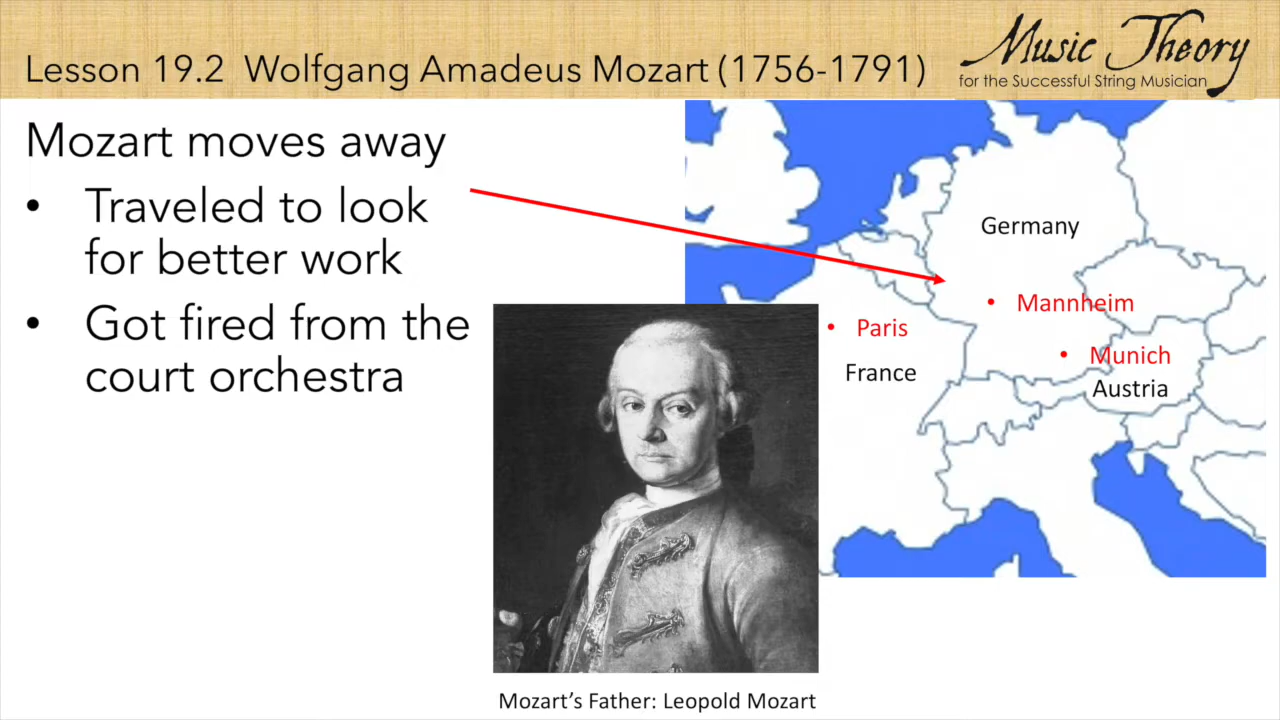 Lesson 19.2 Wolfgang Amadeus Mozart (1756-1791)
Music Theory
for the Successful String Musician
Mozart moves away
• Traveled to look
for better work
• Got fired from the
court orchestra
Germany
• Mannheim
• Paris
• Munich
France
Austria
Mozart’s Father: Leopold Mozart